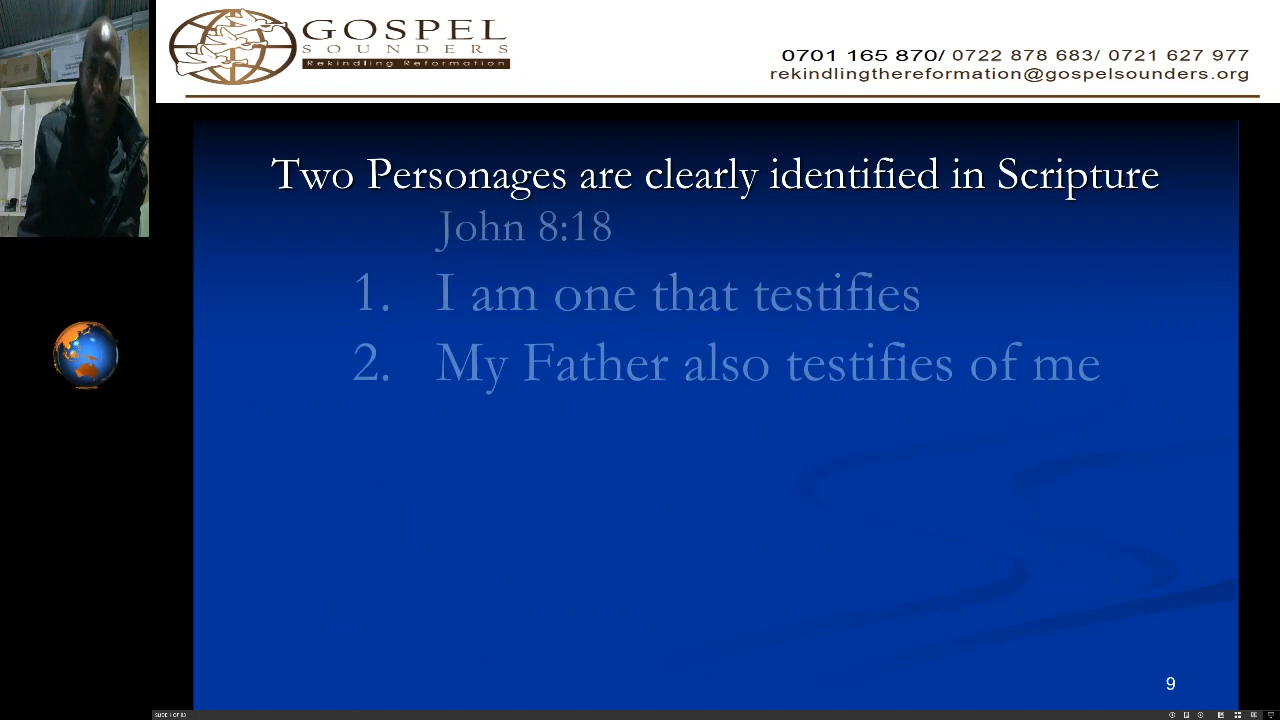 GOSPEL
SOUNDERS
Rekindling Reformation
0701 165 870/ 0722 878 683/ 0721 627 977
rekindlingthereformation@gospelsounders.org
Two Personages are clearly identified in Scripture
John 8:18
1. I am one that testifies
2. My Father also testifies of me
9